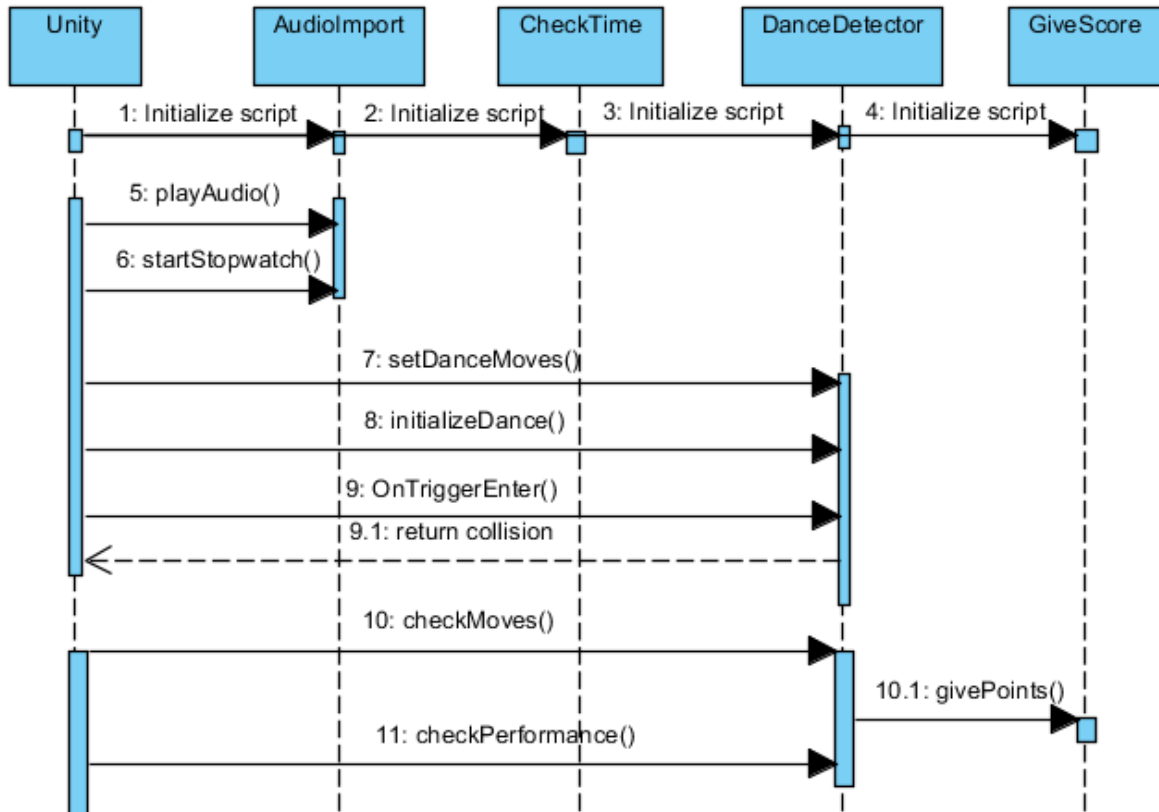 Unity
AudioImport
CheckTime
DanceDetector
GiveScore
1: Initialize script
2: Initialize script
3: Initialize script
4: Initialize script
5: playAudio()
6: startStopwatch()
7: setDanceMoves()
8: initializeDance()
9: OnTriggerEnter()
9.1: return collision
10: checkMoves()
10.1: givePoints()
11: checkPerformance()